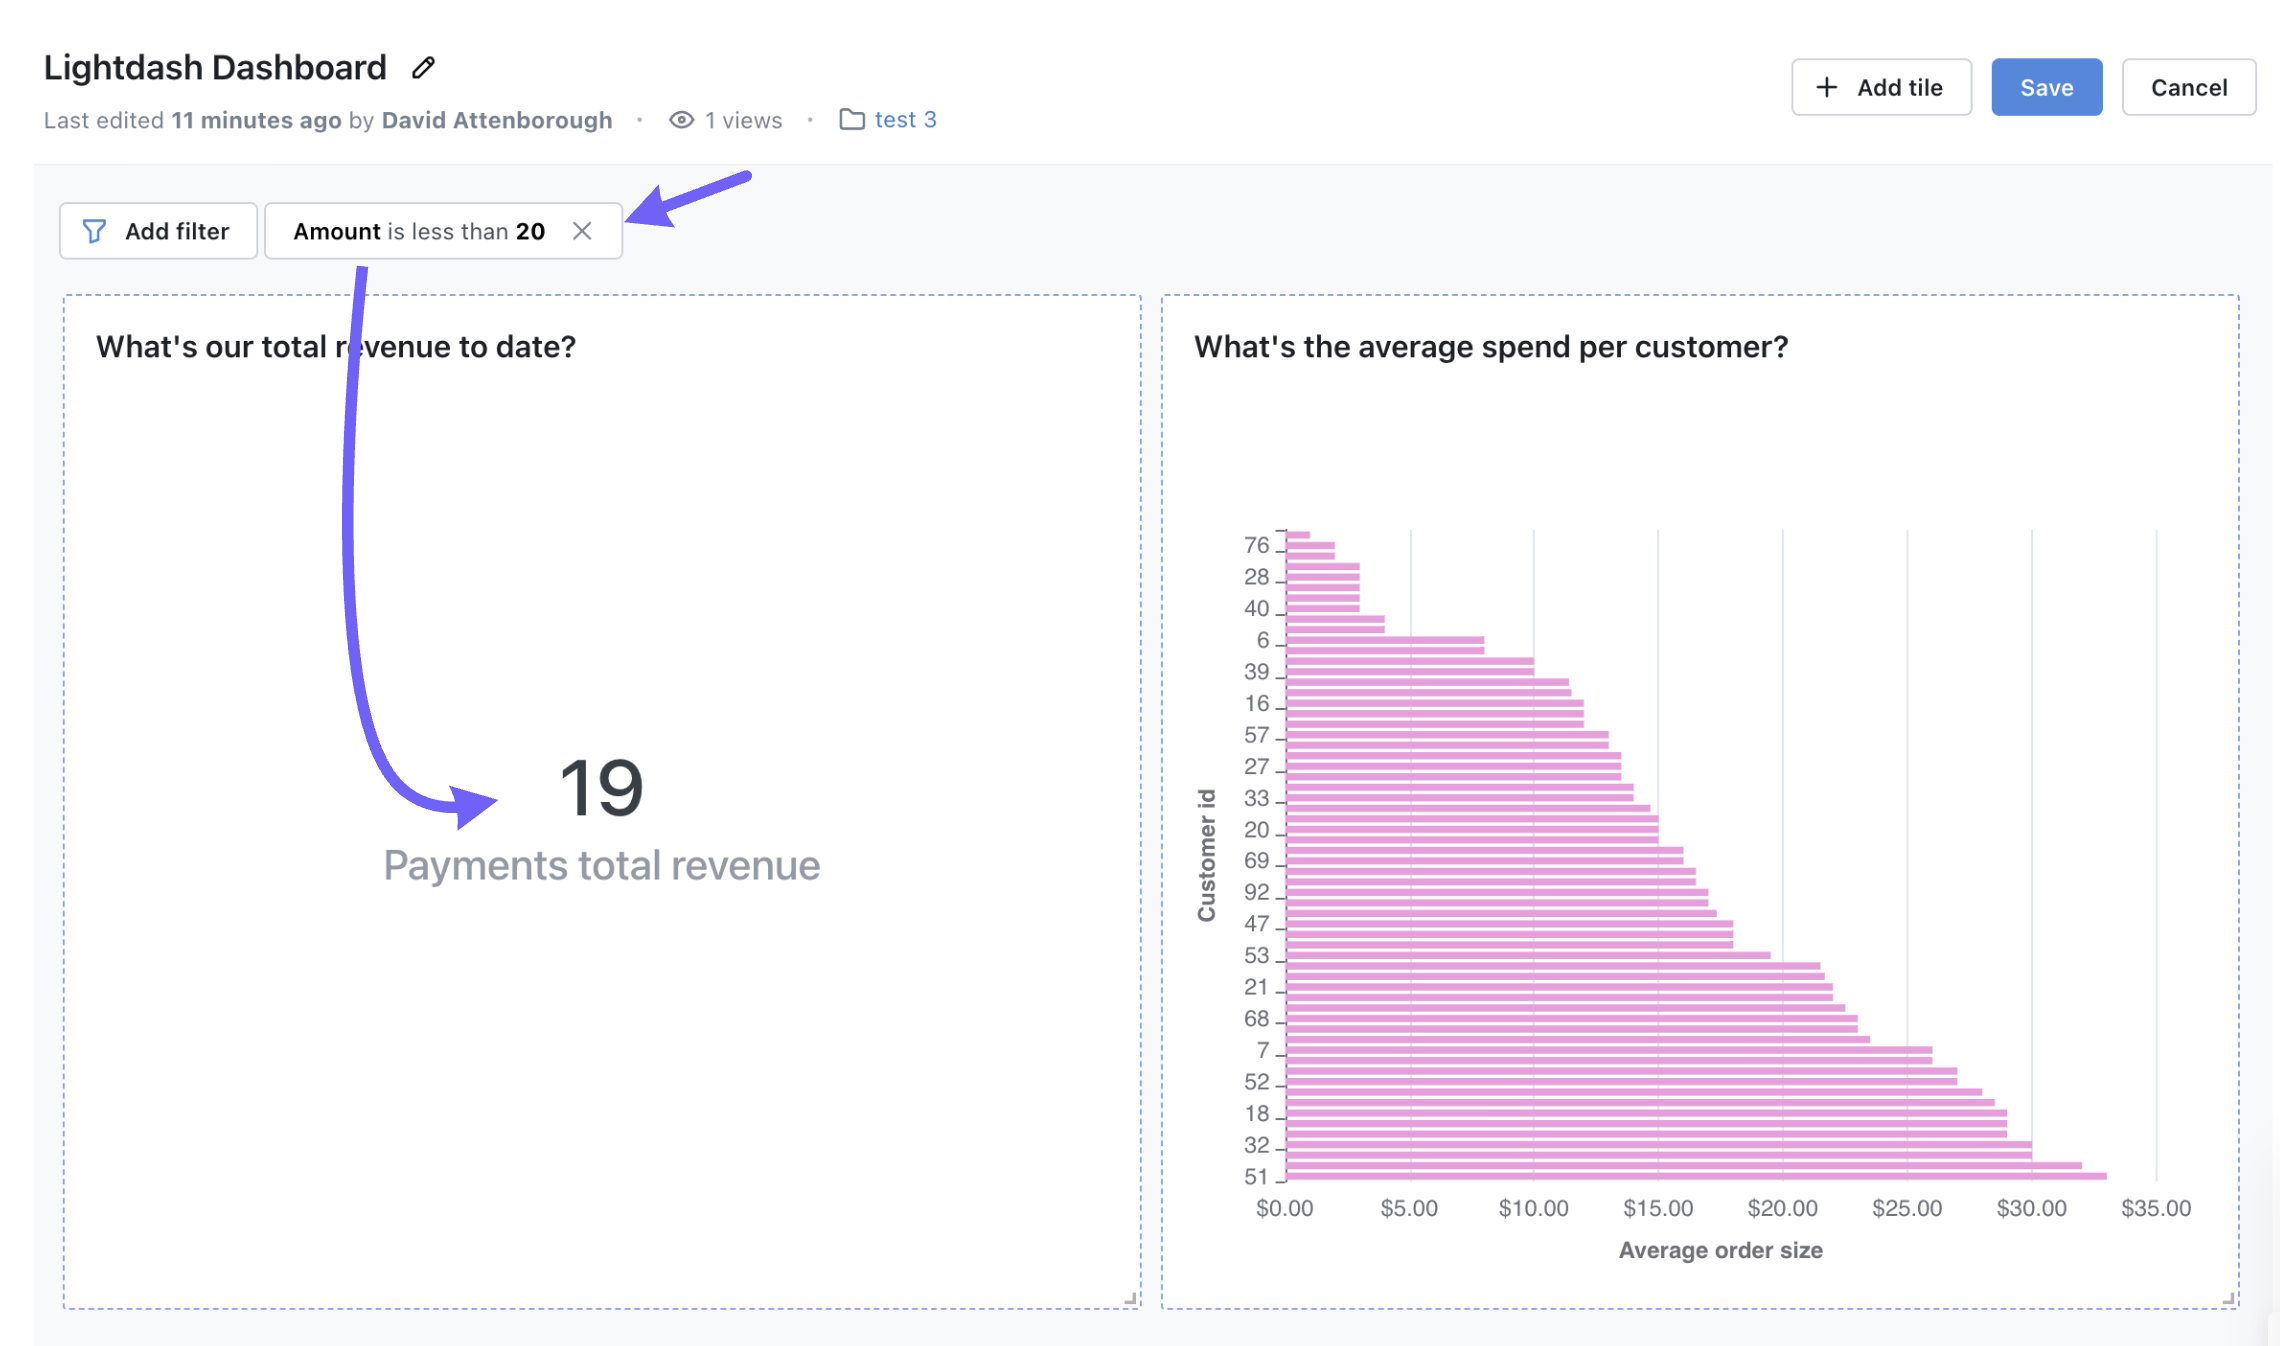 Lightdash Dashboard
+ Add tile
Save
Cancel
Last edited 11 minutes ago by David Attenborough · 1 views · test 3
Add filter
Amount is less than 20
What's our total revenue to date?
19
Payments total revenue
What's the average spend per customer?
Customer id
76
28
40
6
39
16
57
27
33
20
69
92
47
53
21
68
7
52
18
32
51
$0.00 $5.00 $10.00 $15.00 $20.00 $25.00 $30.00 $35.00
Average order size